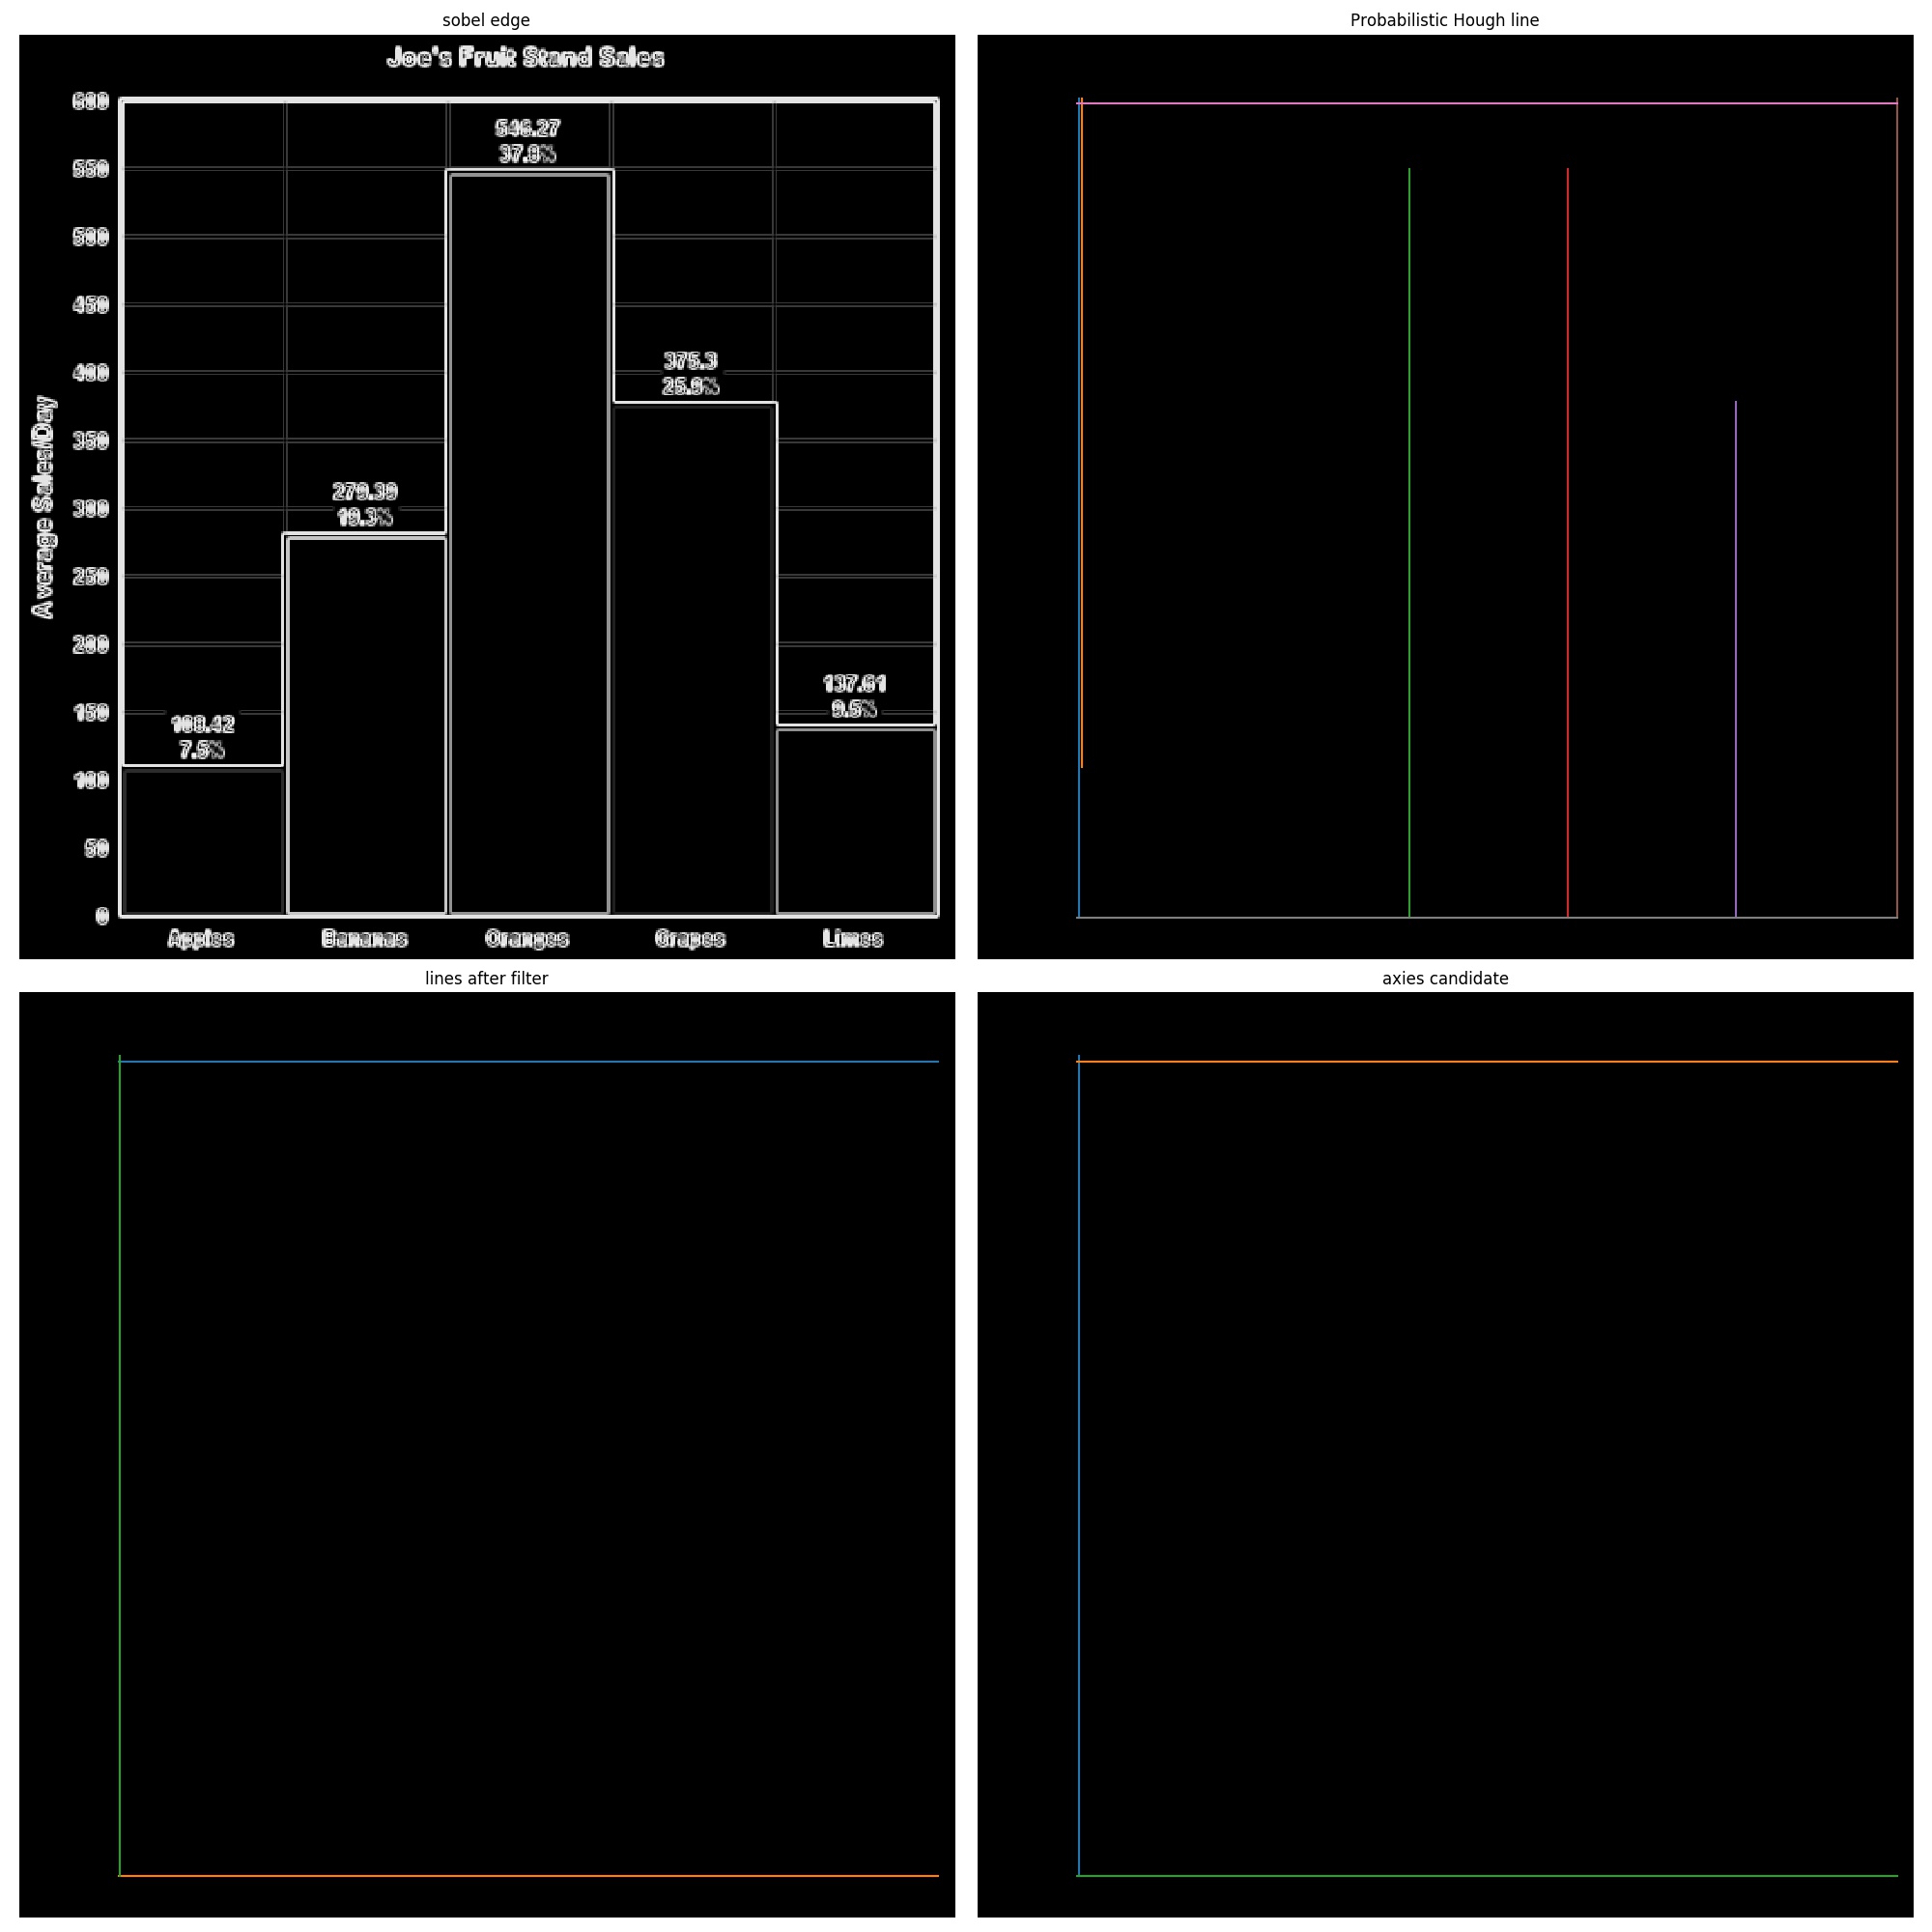 sobel edge
Probabilistic Hough line
Joe's Fruit Stand Sales
600
546.27
37.8%
550
500
450
375.3
400
25.9%
350
279.39
300
19.3%
250
200
137.61
150
9.5%
108.42
7.5%
100
50
0
Average Sales/Day
Apples
Bananas
Oranges
Grapes
Limes
lines after filter
axies candidate